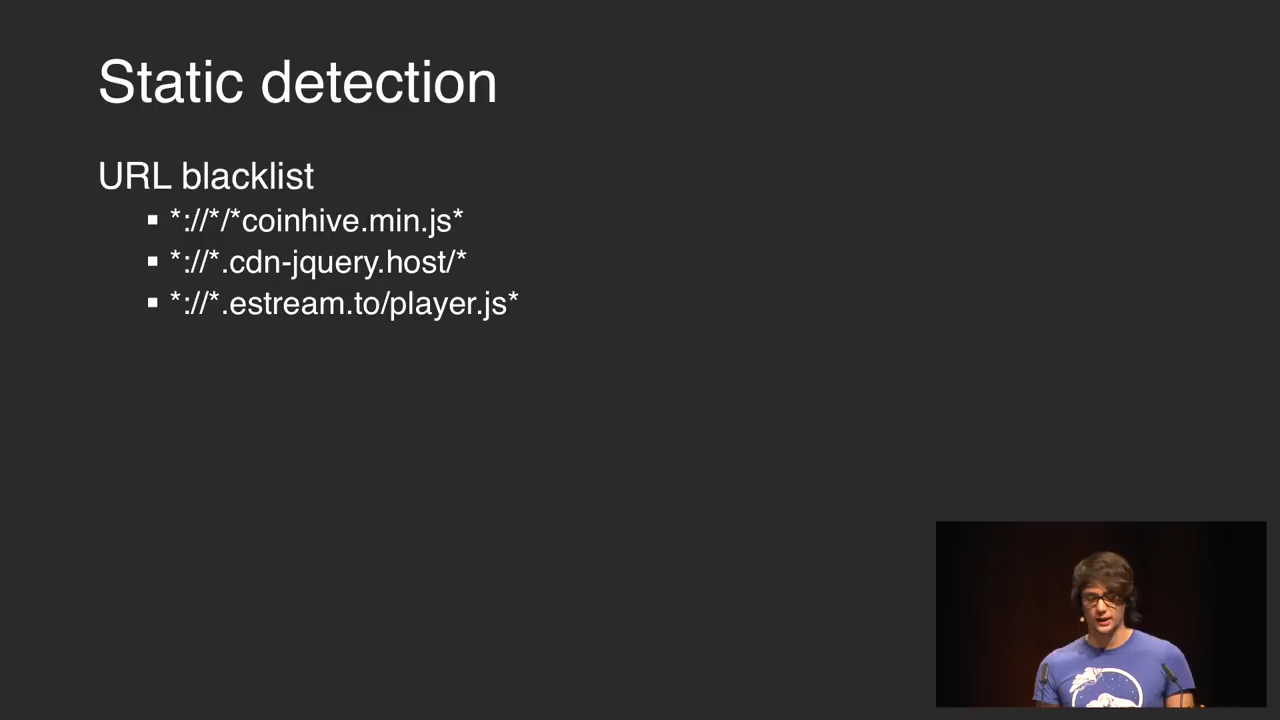 Static detection
URL blacklist
▪ *://*/*coinhive.min.js*
▪ *://*.cdn-jquery.host/*
▪ *://*.estream.to/player.js*